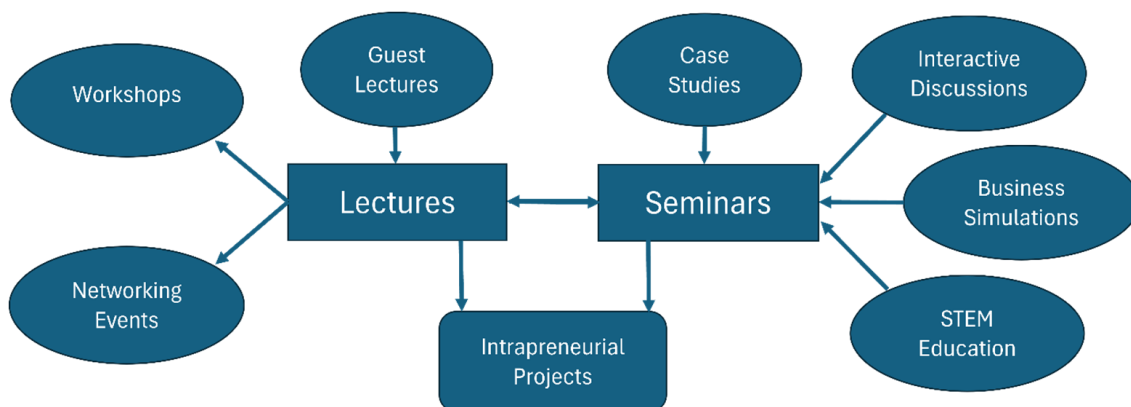 Workshops
Guest
Lectures
Case
Studies
Interactive
Discussions
Lectures
Seminars
Business
Simulations
Networking
Events
Intrapreneurial
Projects
STEM
Education